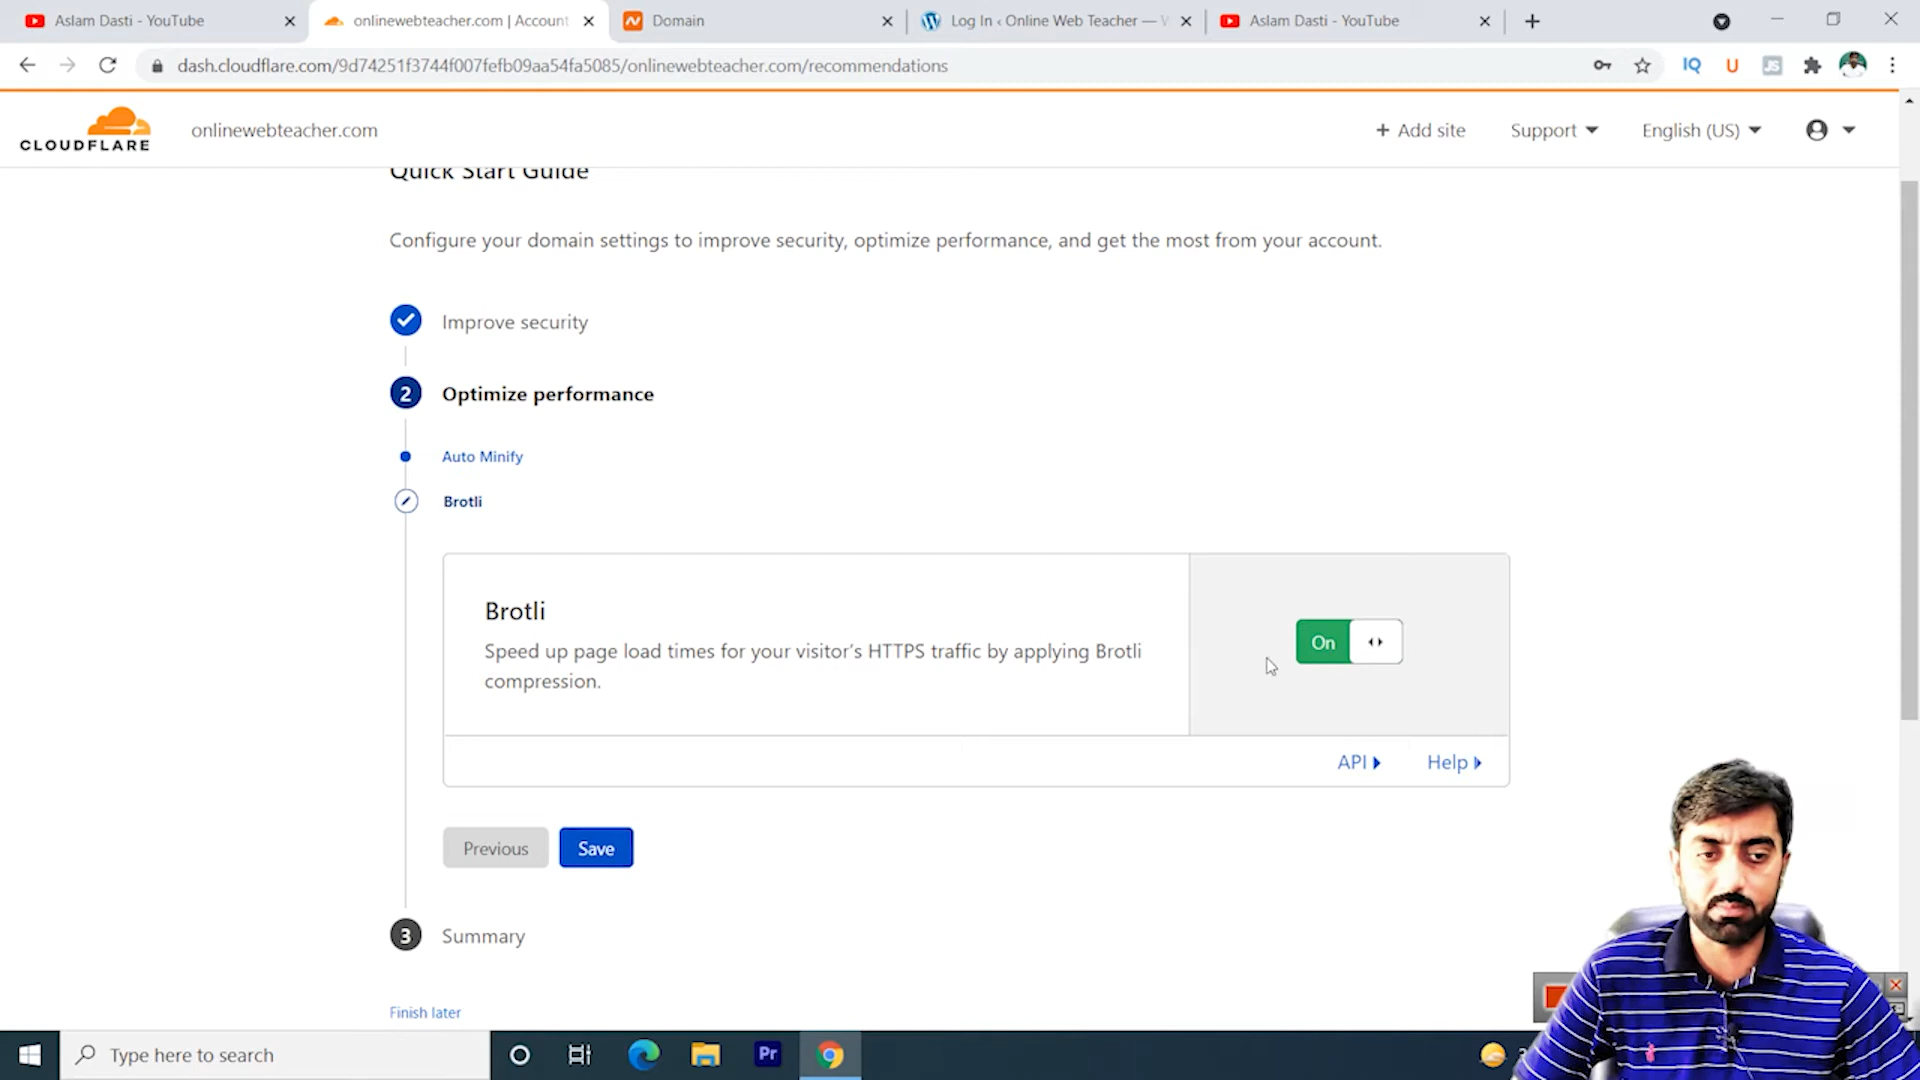 Aslam Dasti - YouTube
onlinewebteacher.com | Account
Domain
Log In ‹ Online Web Teacher — W
Aslam Dasti - YouTube
dash.cloudflare.com/9d74251f3744f007fefb09aa54fa5085/onlinewebteacher.com/recommendations
IQ
U
JS
CLOUDFLARE
onlinewebteacher.com
+ Add site
Support
English (US)
Quick Start Guide
Configure your domain settings to improve security, optimize performance, and get the most from your account.
Improve security
2
Optimize performance
Auto Minify
Brotli
Brotli
Speed up page load times for your visitor's HTTPS traffic by applying Brotli
compression.
On
API
Help
Previous
Save
3
Summary
Finish later
Type here to search
Pr